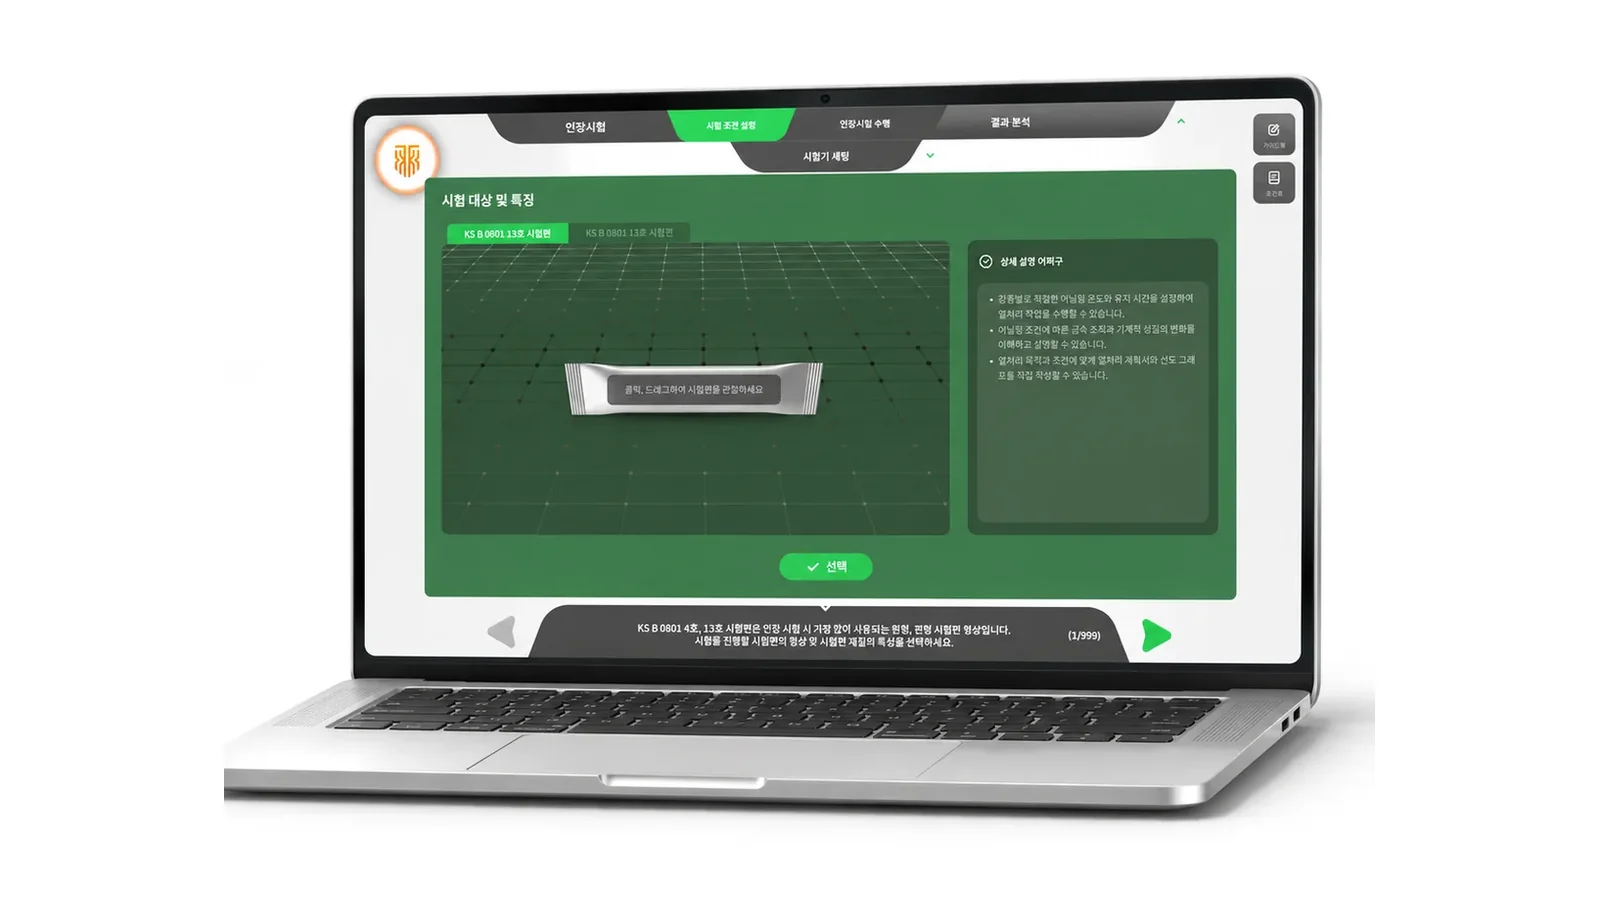 인장시험
시험 조건 설정
인장시험 수행
결과 분석
시험기 세팅
가이드북
조건표
시험 대상 및 특징
KS B 0801 13호 시험편
KS B 0801 13호 시험편
클릭, 드래그하여 시험편을 관찰하세요
상세 설명 어쩌구
• 강종별로 적절한 어닐링 온도와 유지 시간을 설정하여
열처리 작업을 수행할 수 있습니다.
• 어닐링 조건에 따른 금속 조직과 기계적 성질의 변화를
이해하고 설명할 수 있습니다.
• 열처리 목적과 조건에 맞게 열처리 계획서와 선도 그래
프를 직접 작성할 수 있습니다.
선택
KS B 0801 4호, 13호 시험편은 인장 시험 시 가장 많이 사용되는 원형, 판형 시험편 형상입니다.
시험을 진행할 시험편의 형상 및 시험편 재질의 특성을 선택하세요.
(1/999)